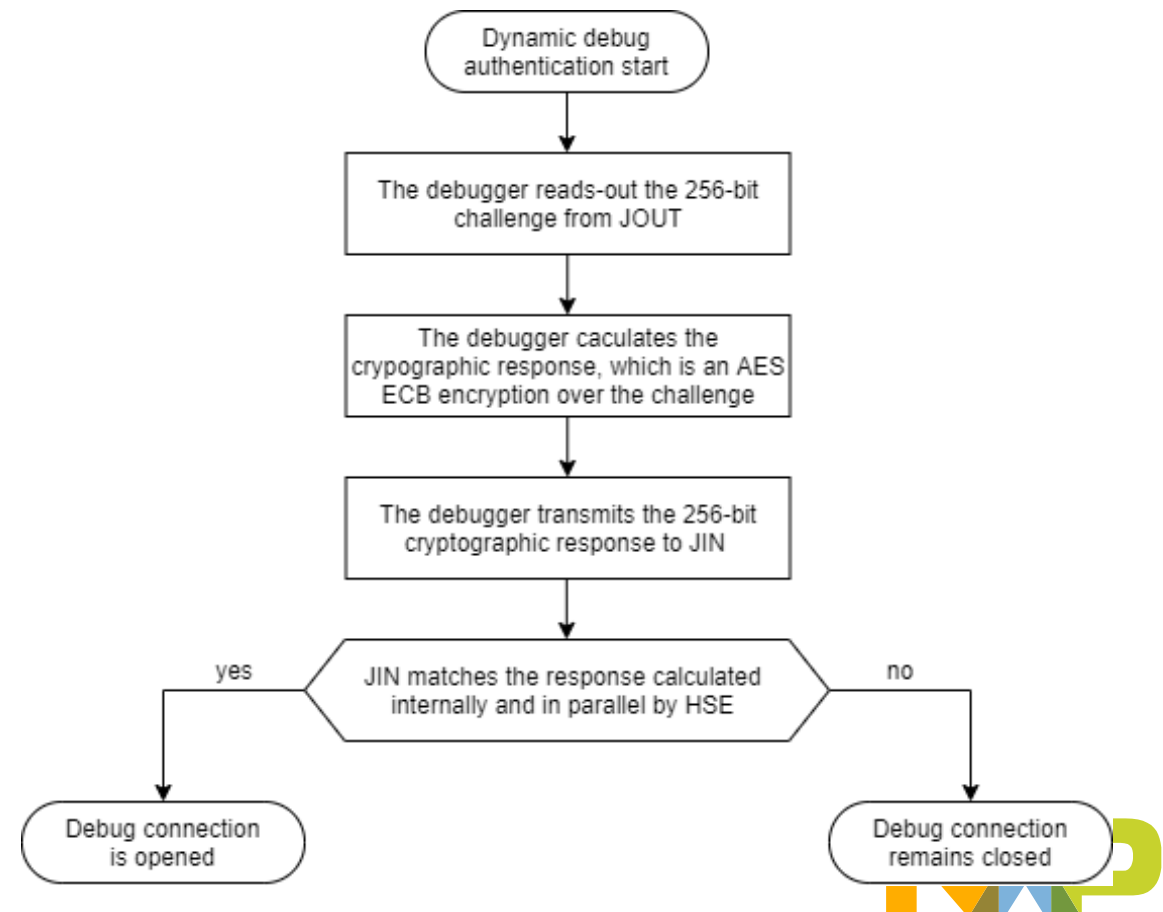 Dynamic debug
authentication start
The debugger reads-out the 256-bit
challenge from JOUT
The debugger caculates the
crypographic response, which is an AES
ECB encryption over the challenge
The debugger transmits the 256-bit
cryptographic response to JIN
JIN matches the response calculated
internally and in parallel by HSE
yes
no
Debug connection
is opened
Debug connection
remains closed